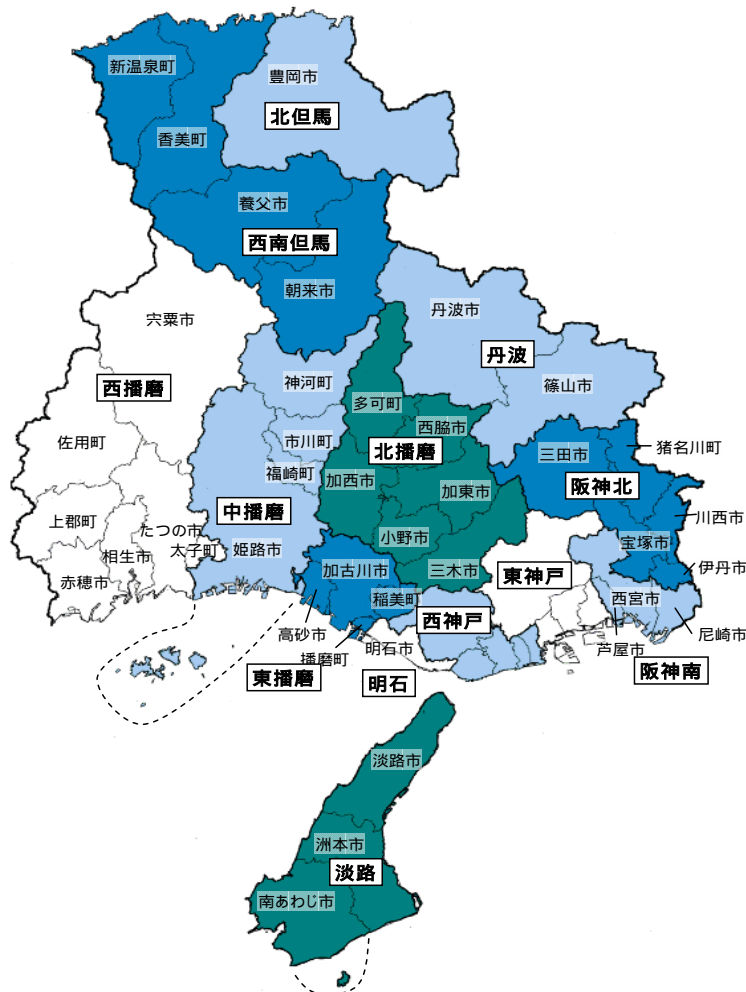 新温泉町
豊岡市
北但馬
香美町
養父市
西南但馬
朝来市
宍粟市
丹波市
丹波
神河町
篠山市
西播磨
多可町
西脇市
猪名川町
佐用町
市川町
北播磨
三田市
福崎町
加西市
加東市
阪神北
中播磨
上郡町
たつの市
川西市
相生市
太子町
姫路市
小野市
宝塚市
赤穂市
加古川市
三木市
東神戸
伊丹市
稲美町
西神戸
西宮市
高砂市
播磨町
明石市
芦屋市
尼崎市
東播磨
明石
阪神南
淡路市
洲本市
淡路
南あわじ市